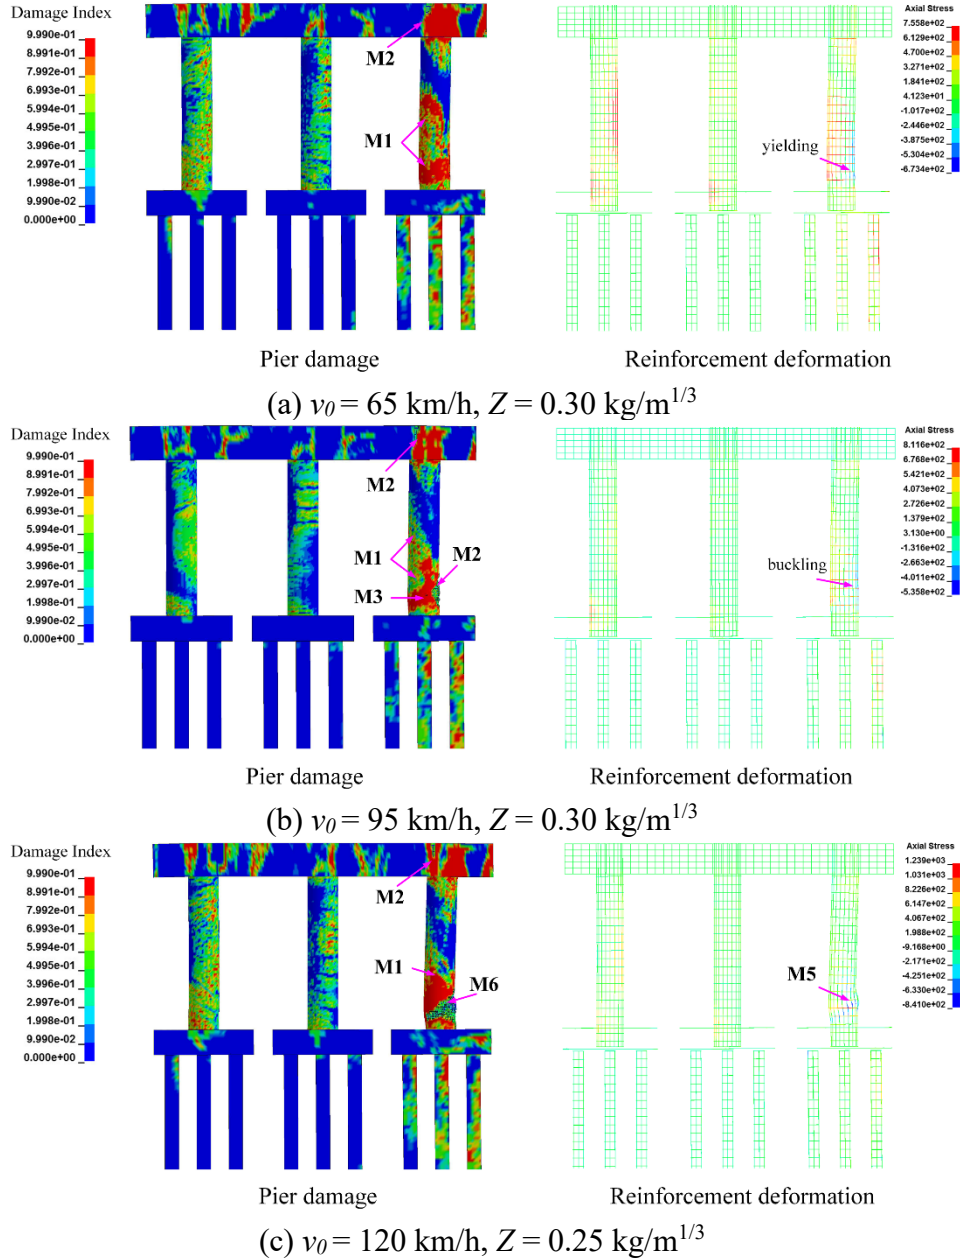 Damage Index
9.990e-01
8.991e-01
7.992e-01
6.993e-01
5.994e-01
4.995e-01
3.996e-01
2.997e-01
1.998e-01
9.990e-02
0.000e+00
M2
M1
Axial Stress
7.558e+02
6.129e+02
4.700e+02
3.271e+02
1.841e+02
4.123e+01
-1.017e+02
-2.446e+02
-3.875e+02
-5.304e+02
-6.734e+02
yielding
Pier damage
Reinforcement deformation
(a) v0 = 65 km/h, Z = 0.30 kg/m1/3
Damage Index
9.990e-01
8.991e-01
7.992e-01
6.993e-01
5.994e-01
4.995e-01
3.996e-01
2.997e-01
1.998e-01
9.990e-02
0.000e+00
M2
M1
M2
M3
Axial Stress
8.116e+02
6.768e+02
5.421e+02
4.073e+02
2.726e+02
1.379e+02
3.130e+00
-1.316e+02
-2.663e+02
-4.011e+02
-5.358e+02
buckling
Pier damage
Reinforcement deformation
(b) v0 = 95 km/h, Z = 0.30 kg/m1/3
Damage Index
9.990e-01
8.991e-01
7.992e-01
6.993e-01
5.994e-01
4.995e-01
3.996e-01
2.997e-01
1.998e-01
9.990e-02
0.000e+00
M2
M1
M6
Axial Stress
1.239e+03
1.031e+03
8.226e+02
6.147e+02
4.067e+02
1.988e+02
-9.168e+00
-2.171e+02
-4.251e+02
-6.330e+02
-8.410e+02
M5
Pier damage
Reinforcement deformation
(c) v0 = 120 km/h, Z = 0.25 kg/m1/3